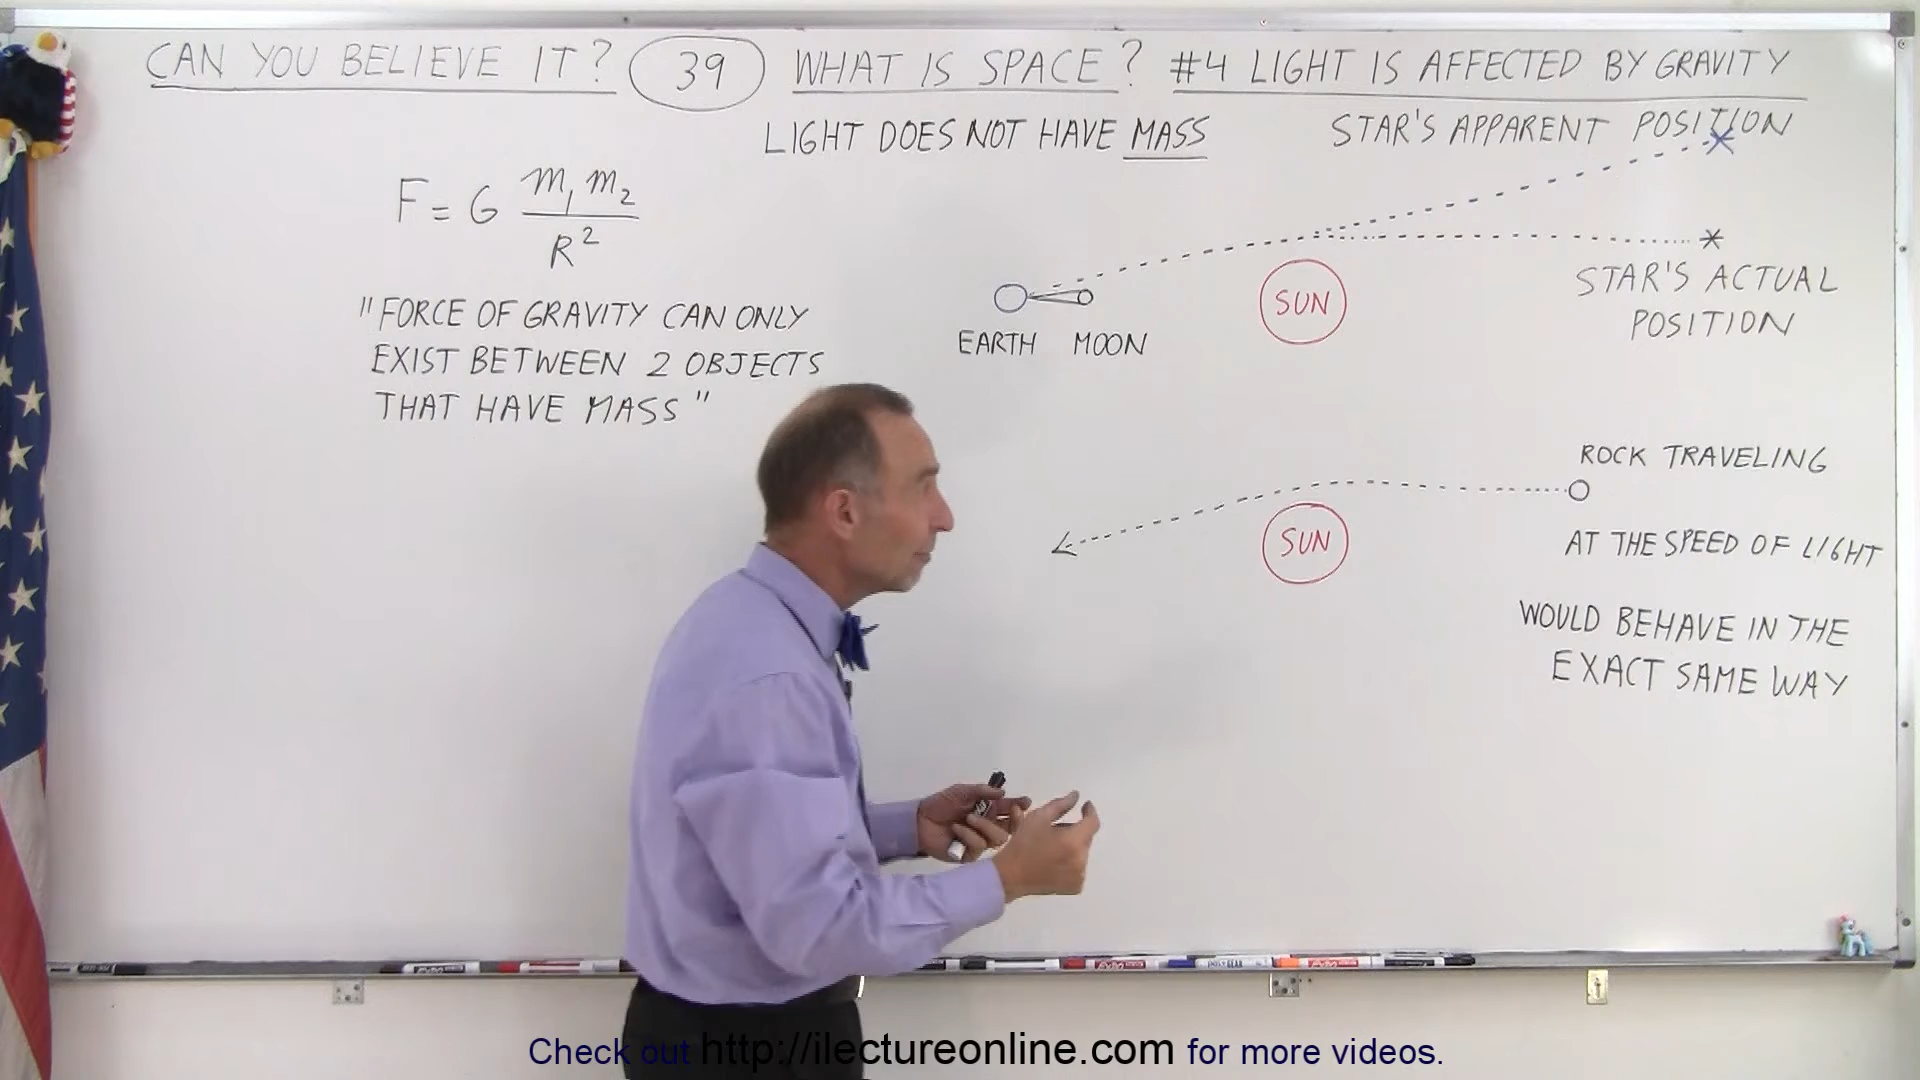 CAN YOU BELIEVE IT? 39 WHAT IS SPACE? #4 LIGHT IS AFFECTED BY GRAVITY
LIGHT DOES NOT HAVE MASS
STAR'S APPARENT POSITION
F = G m1 m2
R2
"FORCE OF GRAVITY CAN ONLY
EXIST BETWEEN 2 OBJECTS
THAT HAVE MASS"
SUN
EARTH MOON
STAR'S ACTUAL
POSITION
ROCK TRAVELING
SUN
AT THE SPEED OF LIGHT
WOULD BEHAVE IN THE
EXACT SAME WAY
Check out http://ilectureonline.com for more videos.